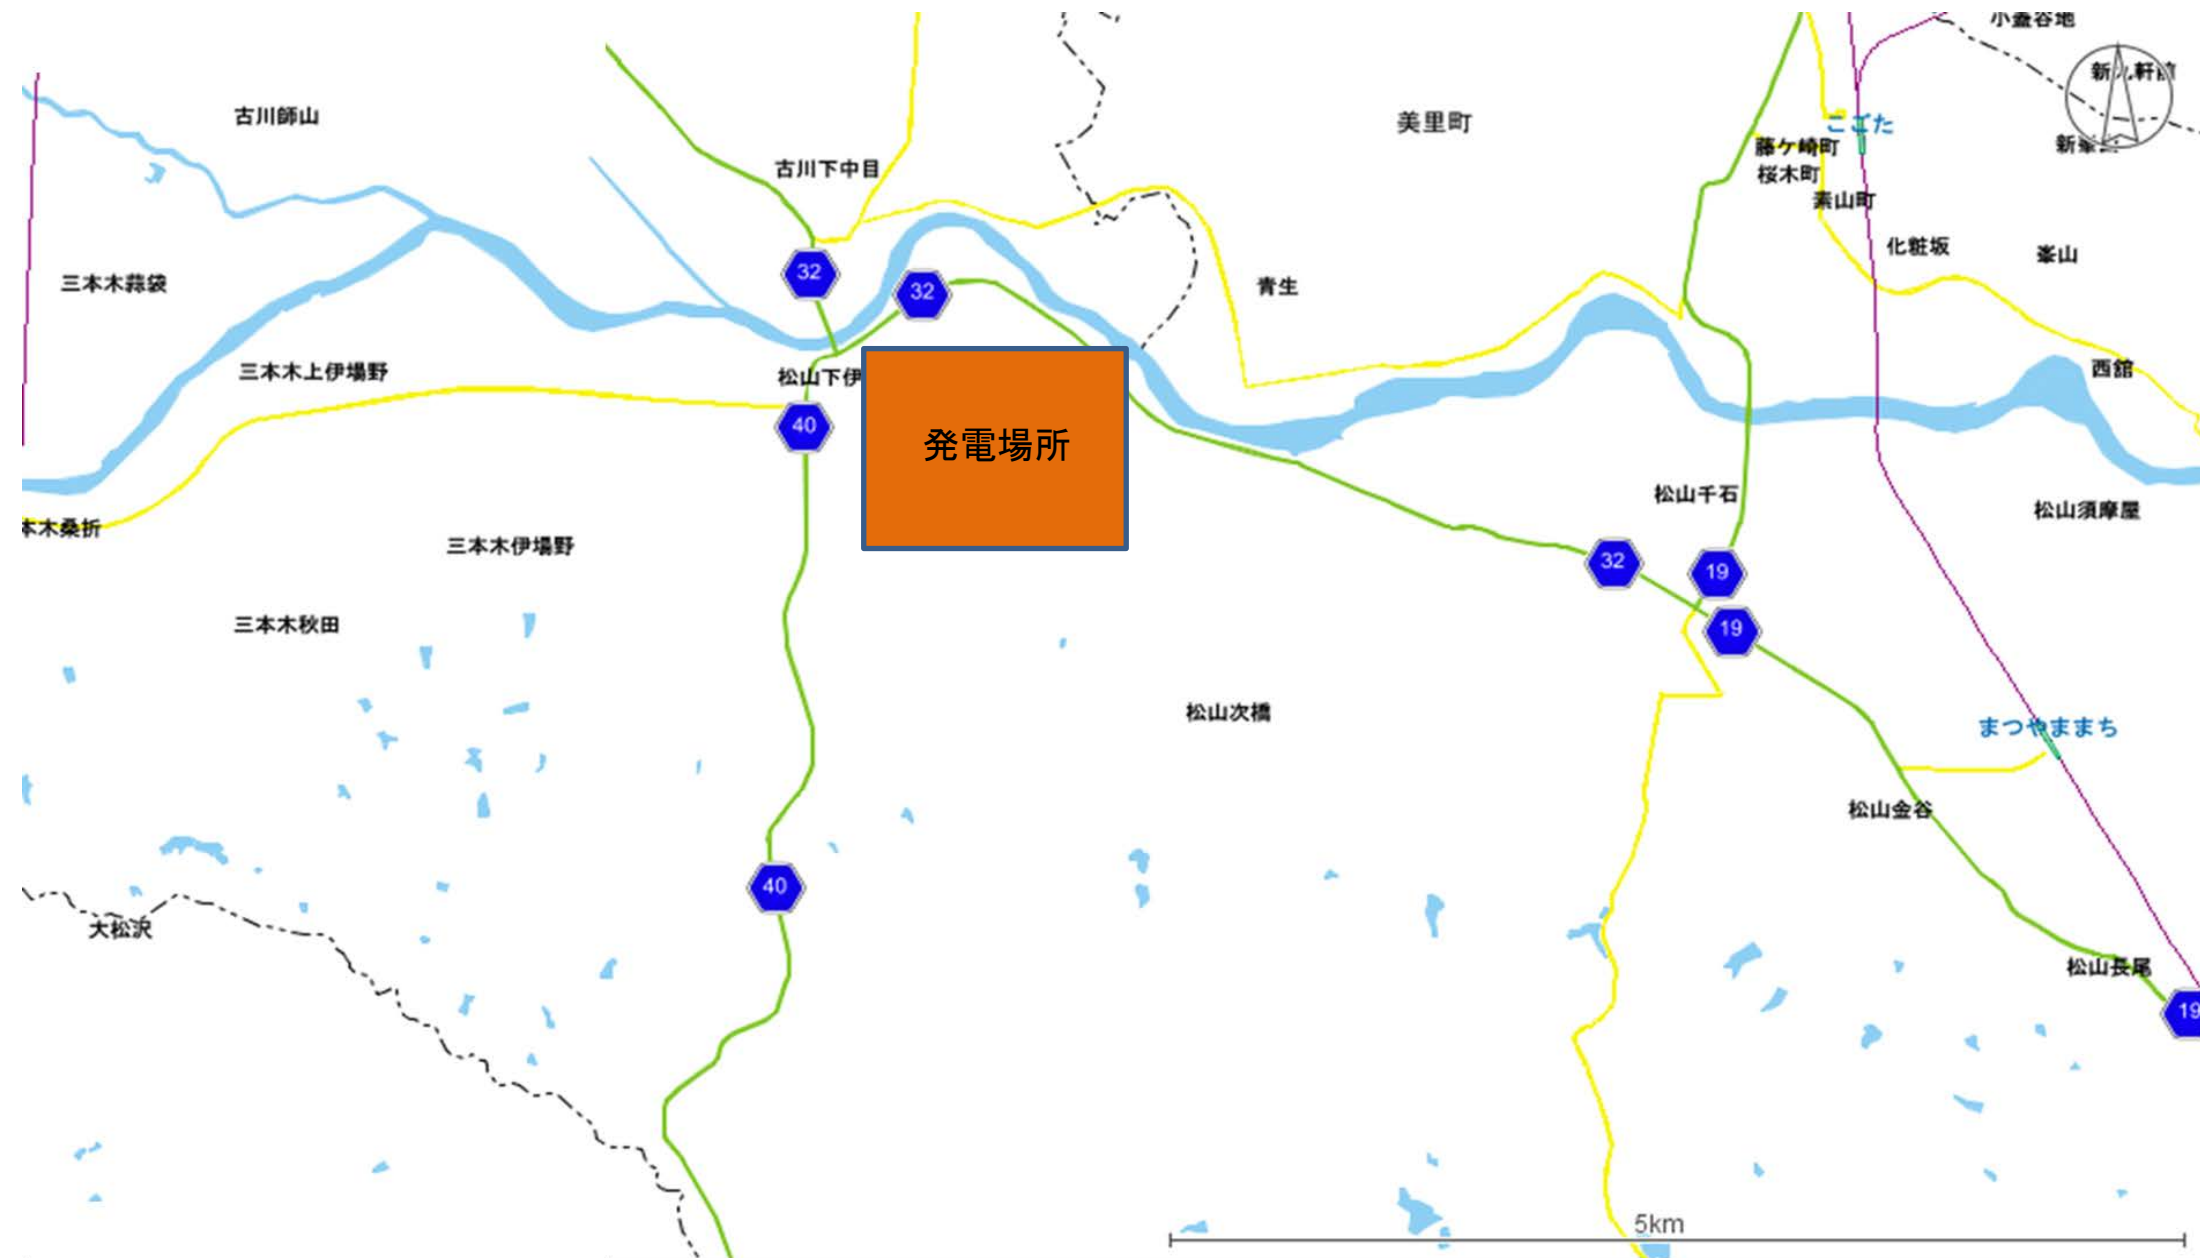 小蓋谷地
古川師山
古川下中目
美里町
こごた
藤ケ崎町
桜木町
素山町
化粧坂
峯山
三本木蒜袋
32
32
青生
三本木上伊場野
松山下伊
40
西舘
発電場所
松山千石
松山須摩屋
本木桑折
三本木伊場野
32
19
19
三本木秋田
松山次橋
まつやままち
松山金谷
40
大松沢
松山長尾
19
5km